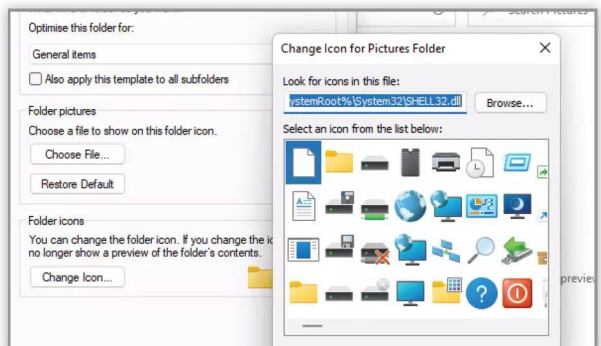 Optimise this folder for:
General items
Also apply this template to all subfolders
Folder pictures
Choose a file to show on this folder icon.
Choose File...
Restore Default
Folder icons
You can change the folder icon. If you change the
no longer show a preview of the folder's contents.
Change Icon...
Search Pictures
Change Icon for Pictures Folder
Look for icons in this file:
ystemRoot%\System32\SHELL32.dll
Browse...
Select an icon from the list below:
preview